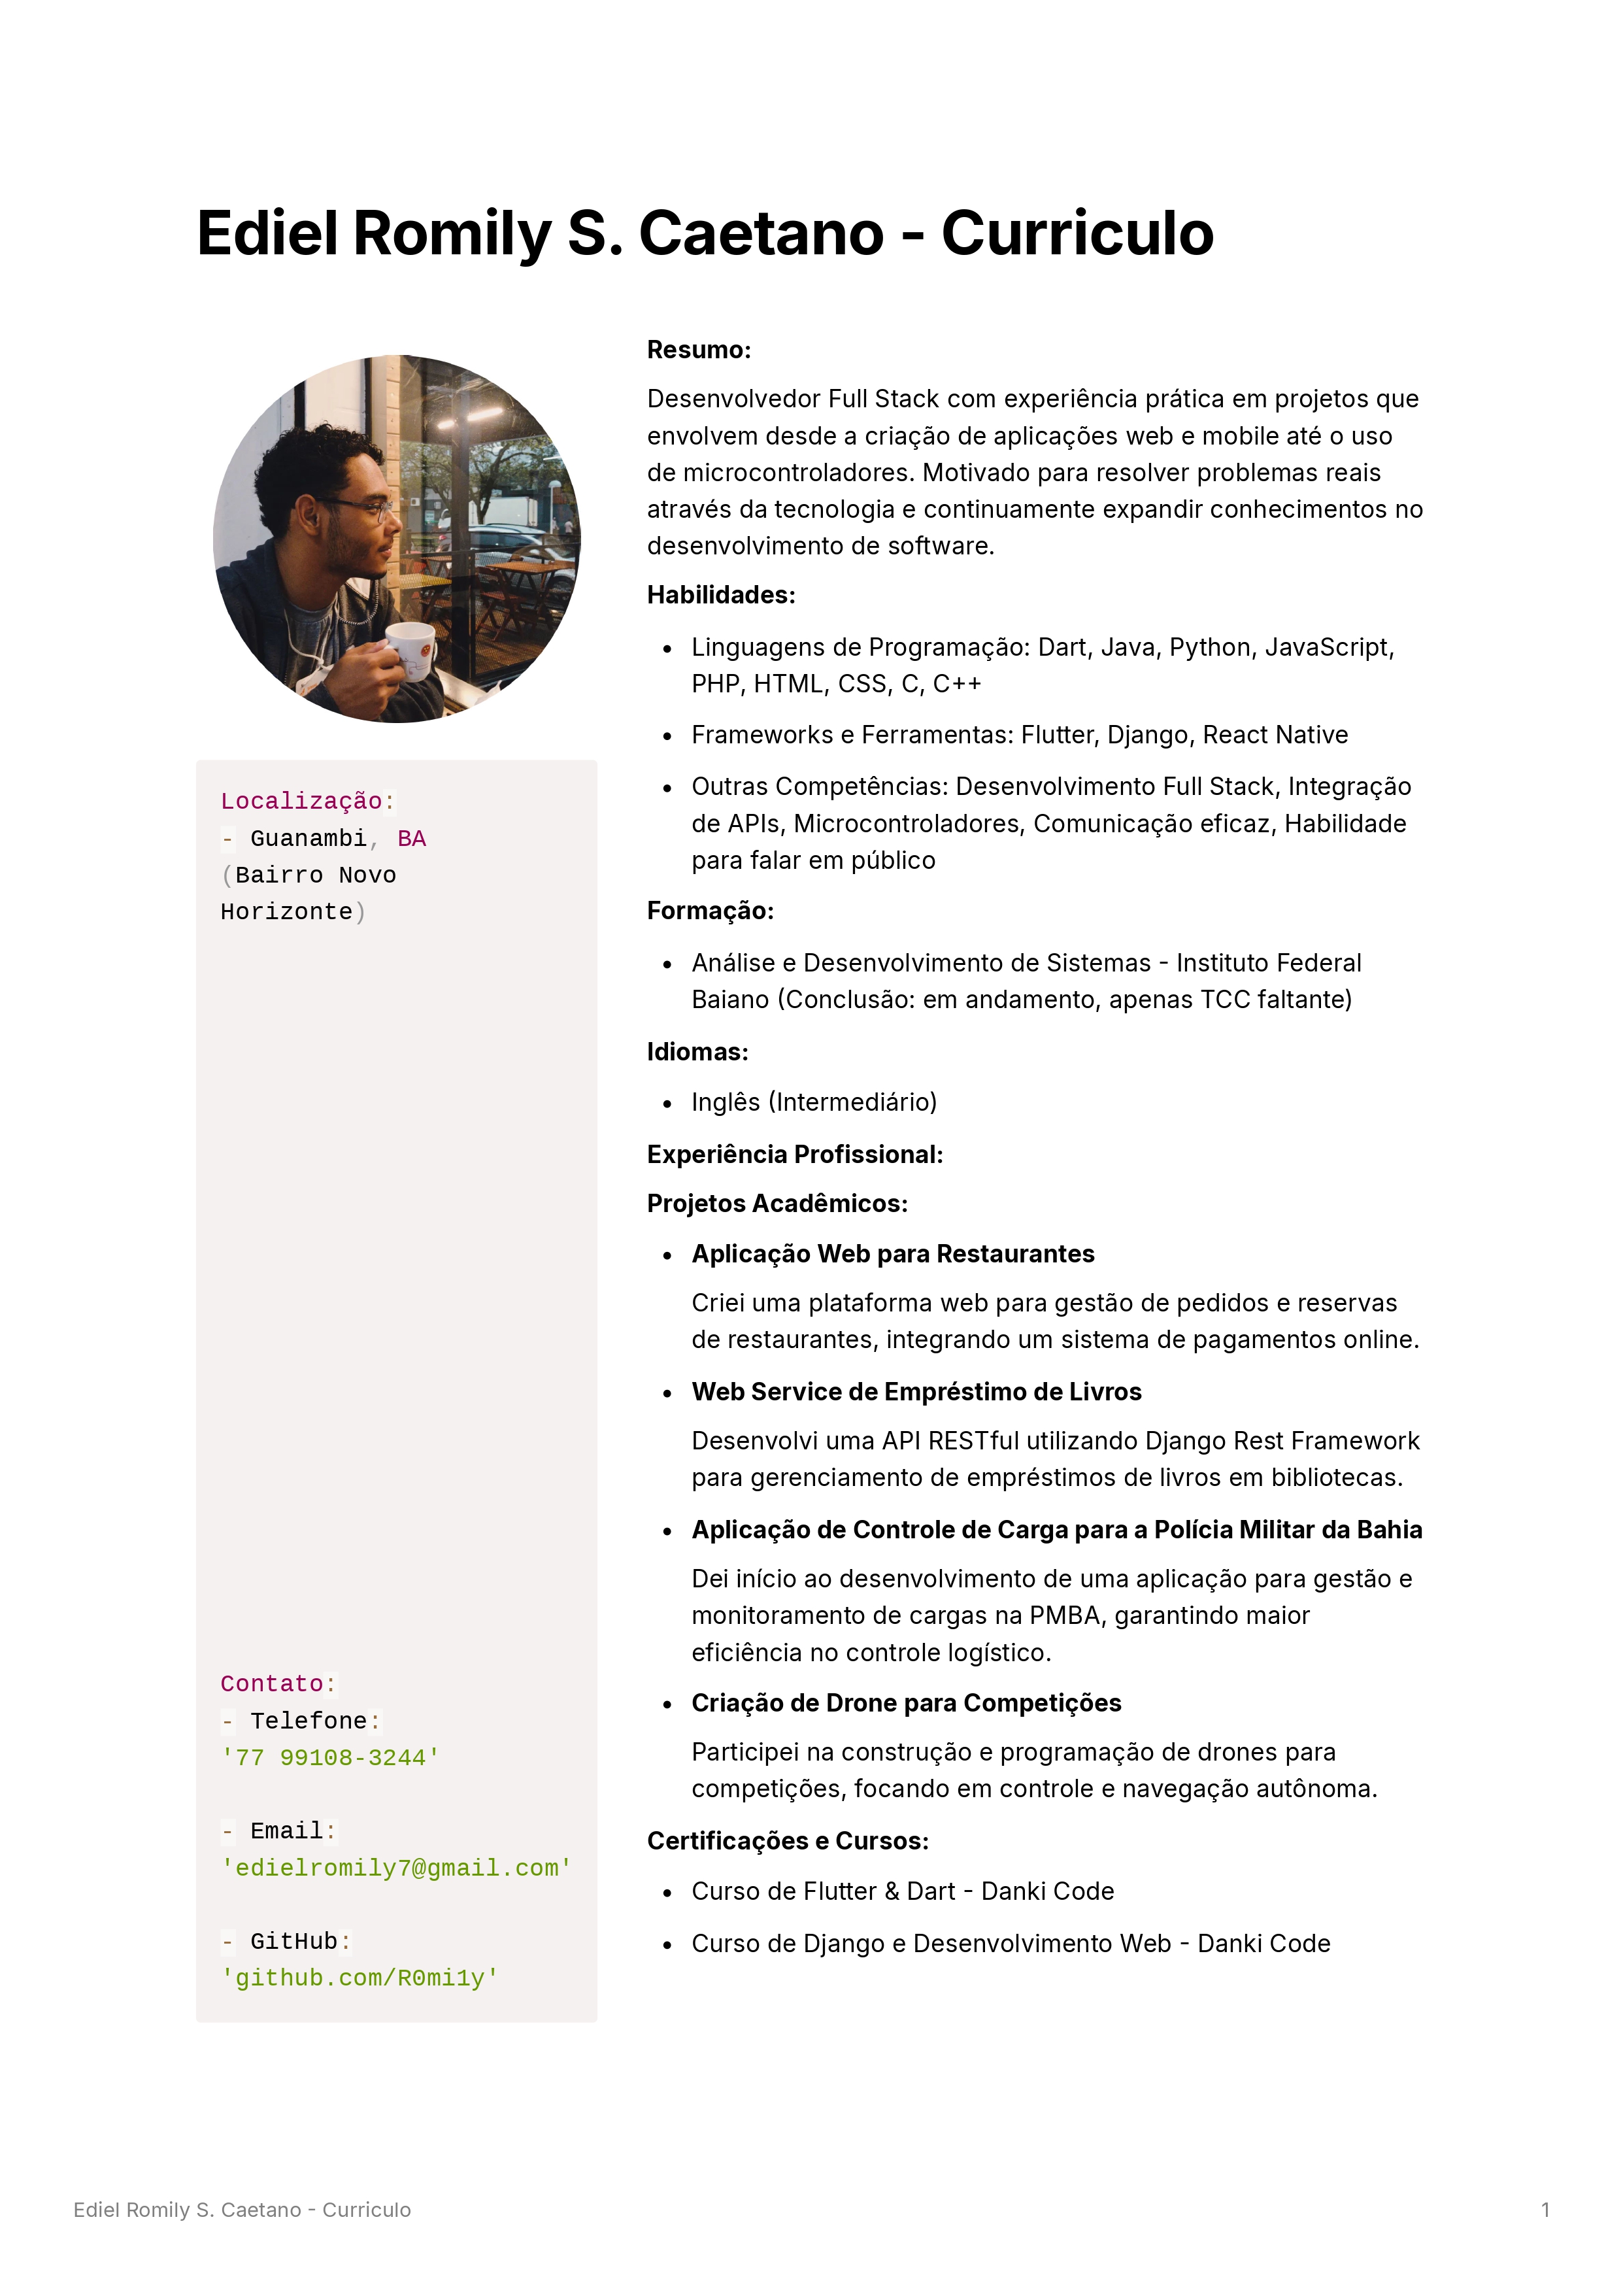 Ediel Romily S. Caetano - Curriculo
Localização:
- Guanambi, BA
(Bairro Novo
Horizonte)
Contato:
- Telefone:
'77 99108-3244'
- Email:
'edielromily7@gmail.com'
- GitHub:
'github.com/R0mi1y'
Resumo:
Desenvolvedor Full Stack com experiência prática em projetos que
envolvem desde a criação de aplicações web e mobile até o uso
de microcontroladores. Motivado para resolver problemas reais
através da tecnologia e continuamente expandir conhecimentos no
desenvolvimento de software.
Habilidades:
• Linguagens de Programação: Dart, Java, Python, JavaScript,
PHP, HTML, CSS, C, C++
• Frameworks e Ferramentas: Flutter, Django, React Native
• Outras Competências: Desenvolvimento Full Stack, Integração
de APIs, Microcontroladores, Comunicação eficaz, Habilidade
para falar em público
Formação:
• Análise e Desenvolvimento de Sistemas - Instituto Federal
Baiano (Conclusão: em andamento, apenas TCC faltante)
Idiomas:
• Inglês (Intermediário)
Experiência Profissional:
Projetos Acadêmicos:
• Aplicação Web para Restaurantes
Criei uma plataforma web para gestão de pedidos e reservas
de restaurantes, integrando um sistema de pagamentos online.
• Web Service de Empréstimo de Livros
Desenvolvi uma API RESTful utilizando Django Rest Framework
para gerenciamento de empréstimos de livros em bibliotecas.
• Aplicação de Controle de Carga para a Polícia Militar da Bahia
Dei início ao desenvolvimento de uma aplicação para gestão e
monitoramento de cargas na PMBA, garantindo maior
eficiência no controle logístico.
• Criação de Drone para Competições
Participei na construção e programação de drones para
competições, focando em controle e navegação autônoma.
Certificações e Cursos:
• Curso de Flutter & Dart - Danki Code
• Curso de Django e Desenvolvimento Web - Danki Code
Ediel Romily S. Caetano - Curriculo
1